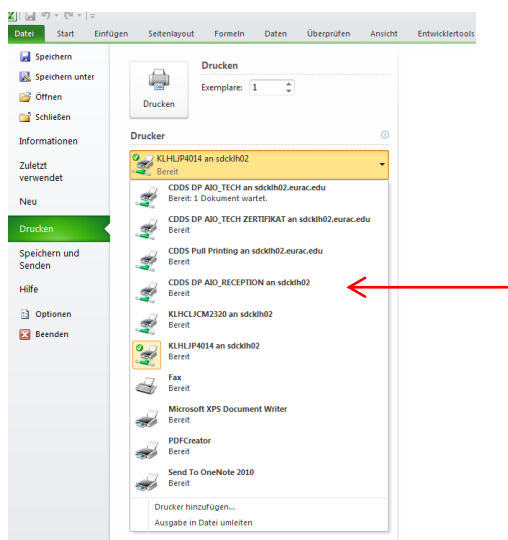 Datei Start Einfügen Seitenlayout Formeln Daten Überprüfen Ansicht Entwicklertools
Speichern
Speichern unter
Öffnen
Schließen
Informationen
Zuletzt
verwendet
Neu
Drucken
Speichern und
Senden
Hilfe
Optionen
Beenden
Drucken
Drucken
Exemplare: 1
Drucker
KLHLJP4014 an sdcklh02
Bereit
CDDS DP AIO_TECH an sdcklh02.eurac.edu
Bereit: 1 Dokument wartet.
CDDS DP AIO_TECH ZERTIFIKAT an sdcklh02.eurac.edu
Bereit
CDDS Pull Printing an sdcklh02.eurac.edu
Bereit
CDDS DP AIO_RECEPTION an sdcklh02
Bereit
KLHCLJCM2320 an sdcklh02
Bereit
KLHLJP4014 an sdcklh02
Bereit
Fax
Bereit
Microsoft XPS Document Writer
Bereit
PDFCreator
Bereit
Send To OneNote 2010
Bereit
Drucker hinzufügen...
Ausgabe in Datei umleiten